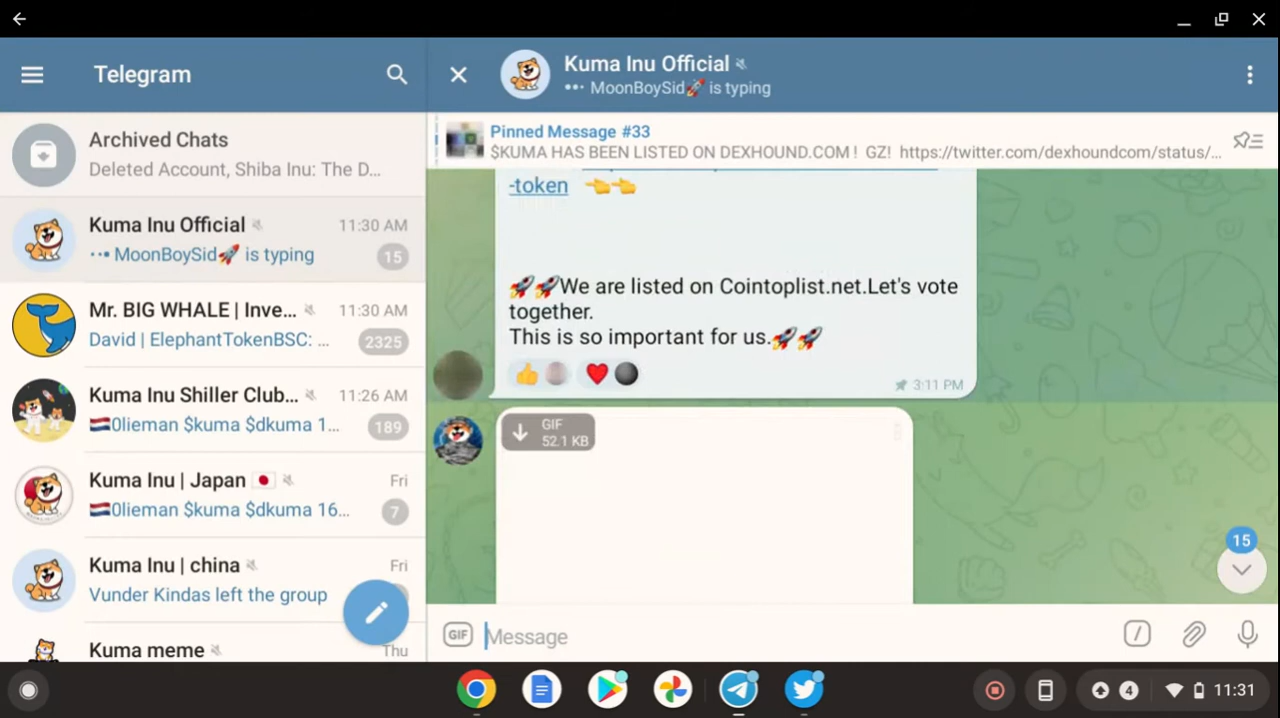 Telegram
Archived Chats
Deleted Account, Shiba Inu: The D...
Kuma Inu Official
11:30 AM
••• MoonBoySid🚀 is typing
15
Mr. BIG WHALE | Inve...
11:30 AM
David | ElephantTokenBSC: ...
2325
Kuma Inu Shiller Club...
11:26 AM
🇳🇱0lieman $kuma $dkuma 1...
189
Kuma Inu | Japan 🇯🇵
Fri
🇳🇱0lieman $kuma $dkuma 16...
7
Kuma Inu | china
Fri
Vunder Kindas left the group
Kuma meme
Thu
Kuma Inu Official
••• MoonBoySid🚀 is typing
Pinned Message #33
$KUMA HAS BEEN LISTED ON DEXHOUND.COM ! GZ! https://twitter.com/dexhoundcom/status/...
-token 👈👈
🚀🚀We are listed on Cointoplist.net.Let's vote
together.
This is so important for us.🚀🚀
3:11 PM
GIF
52.1 KB
15
GIF
Message
4
11:31